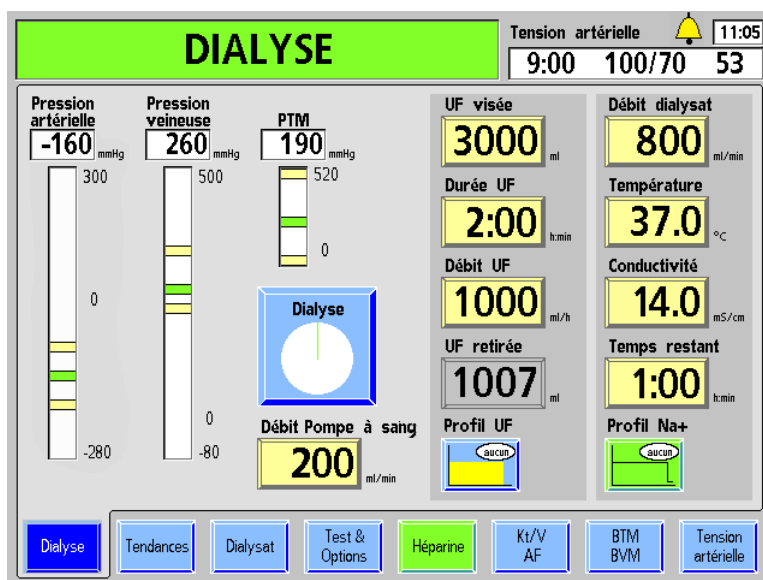 DIALYSE
Tension artérielle
11:05
9:00 100/70 53
Pression
artérielle
-160 mmHg
300
0
-280
Pression
veineuse
260 mmHg
500
0
-80
PTM
190 mmHg
520
0
Dialyse
Débit Pompe à sang
200 ml/min
UF visée
3000 ml
Durée UF
2:00 h:min
Débit UF
1000 ml/h
UF retirée
1007 ml
Profil UF
aucun
Débit dialysat
800 ml/min
Température
37.0 °C
Conductivité
14.0 mS/cm
Temps restant
1:00 h:min
Profil Na+
aucun
Dialyse
Tendances
Dialysat
Test &
Options
Héparine
Kt/V
AF
BTM
BVM
Tension
artérielle